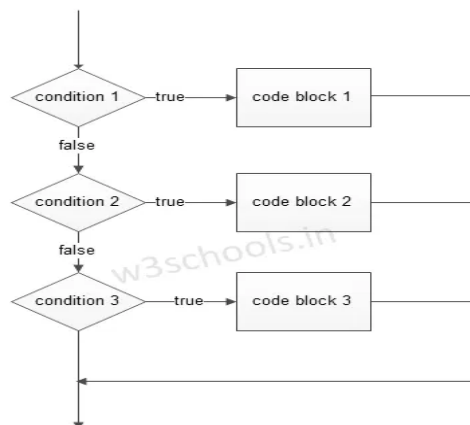 condition 1
true
code block 1
false
condition 2
true
code block 2
false
w3schools.in
condition 3
true
code block 3